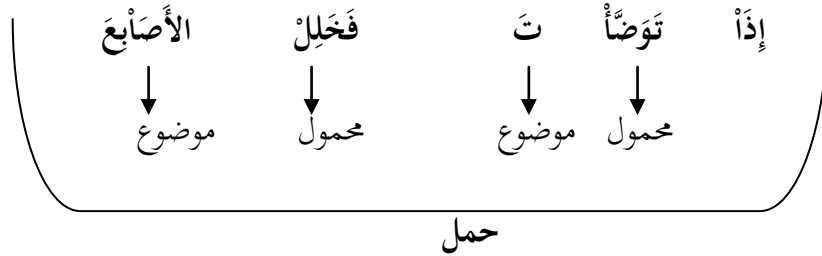 إِذَاْ تَوَضَّأْ تَ فَخَلِلْ الأَصَاْبِعَ
محمول موضوع محمول موضوع
حمل